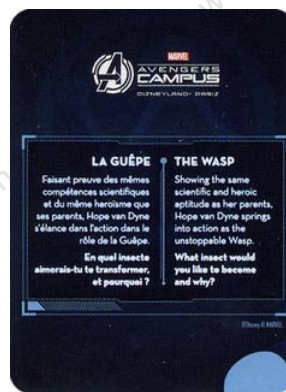 MARVEL
AVENGERS
CAMPUS
DISNEYLAND PARIS
LA GUÊPE
Faisant preuve des mêmes
compétences scientifiques
et du même heroïsme que
ses parents, Hope van Dyne
s'élance dans l'action dans le
rôle de la Guêpe.
En quel insecte
aimerais-tu te transformer,
et pourquoi ?
THE WASP
Showing the same
scientific and heroic
aptitude as her parents,
Hope van Dyne springs
into action as the
unstoppable Wasp.
What insect would
you like to become
and why?
©Disney © MARVEL